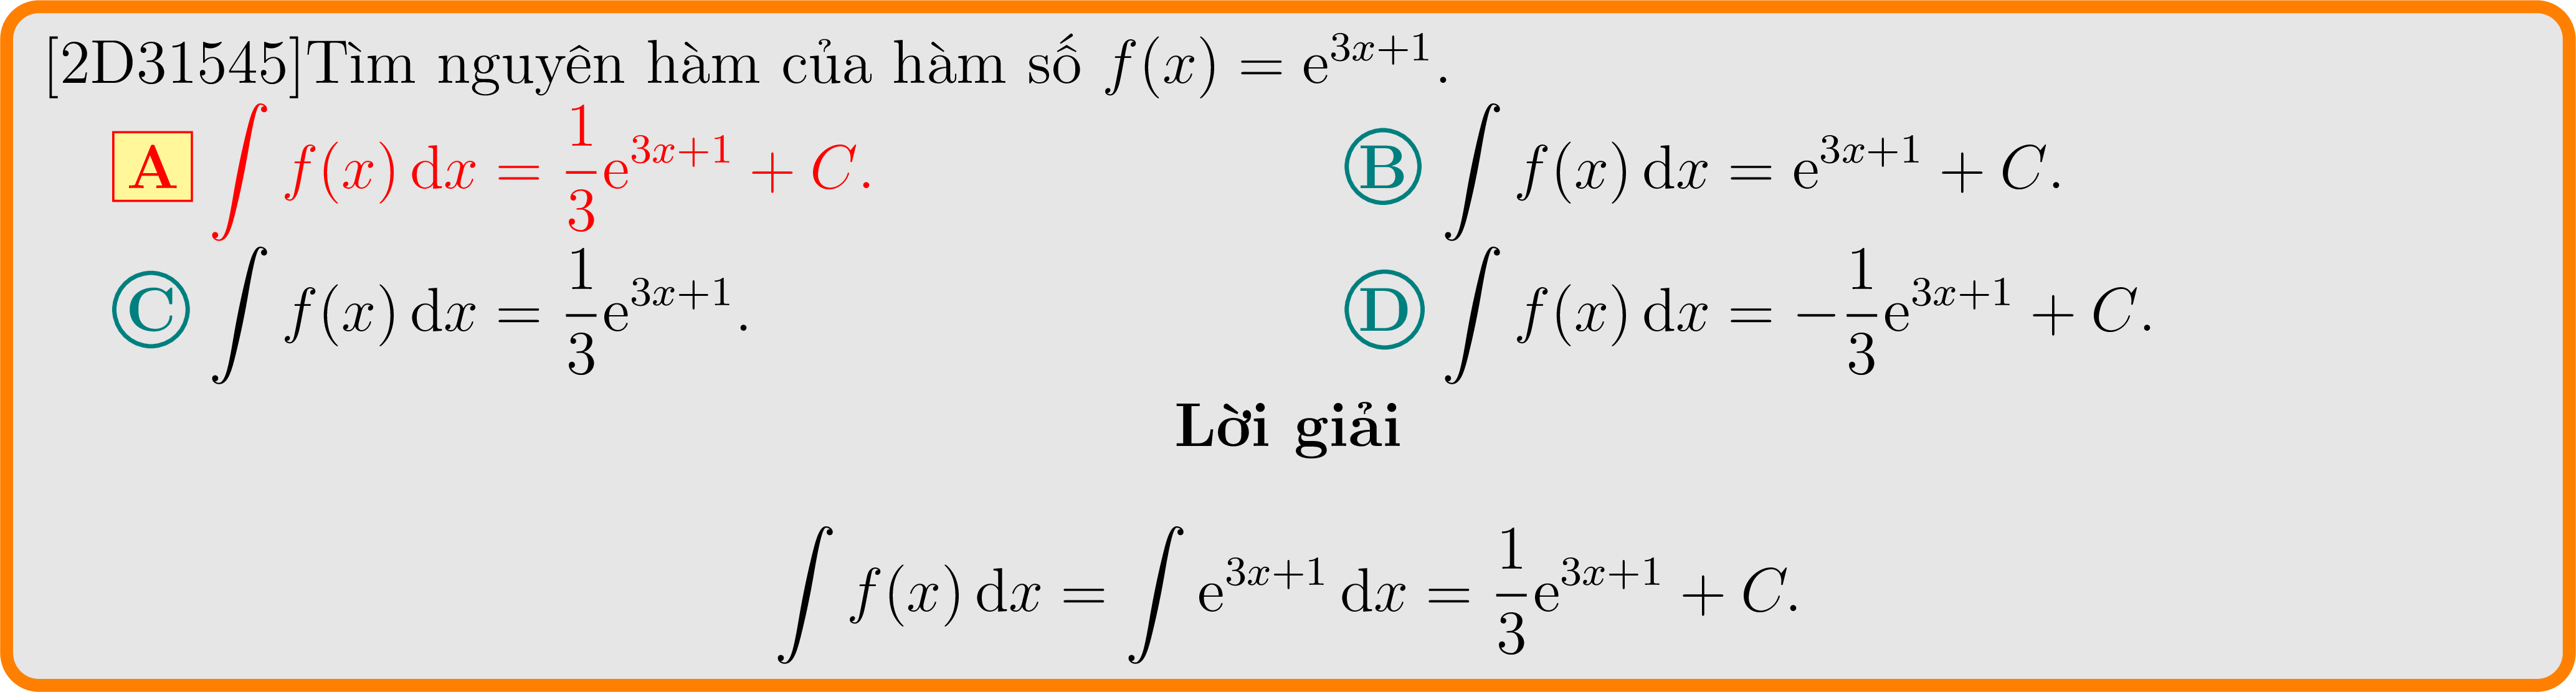 [2D31545]Tìm nguyên hàm của hàm số $f(x) = \mathrm{e}^{3x+1}$.
A $\int f(x)\,\mathrm{d}x = \frac{1}{3}\mathrm{e}^{3x+1} + C.$ B $\int f(x)\,\mathrm{d}x = \mathrm{e}^{3x+1} + C.$
C $\int f(x)\,\mathrm{d}x = \frac{1}{3}\mathrm{e}^{3x+1}.$ D $\int f(x)\,\mathrm{d}x = -\frac{1}{3}\mathrm{e}^{3x+1} + C.$
Lời giải
$\int f(x)\,\mathrm{d}x = \int \mathrm{e}^{3x+1}\,\mathrm{d}x = \frac{1}{3}\mathrm{e}^{3x+1} + C.$